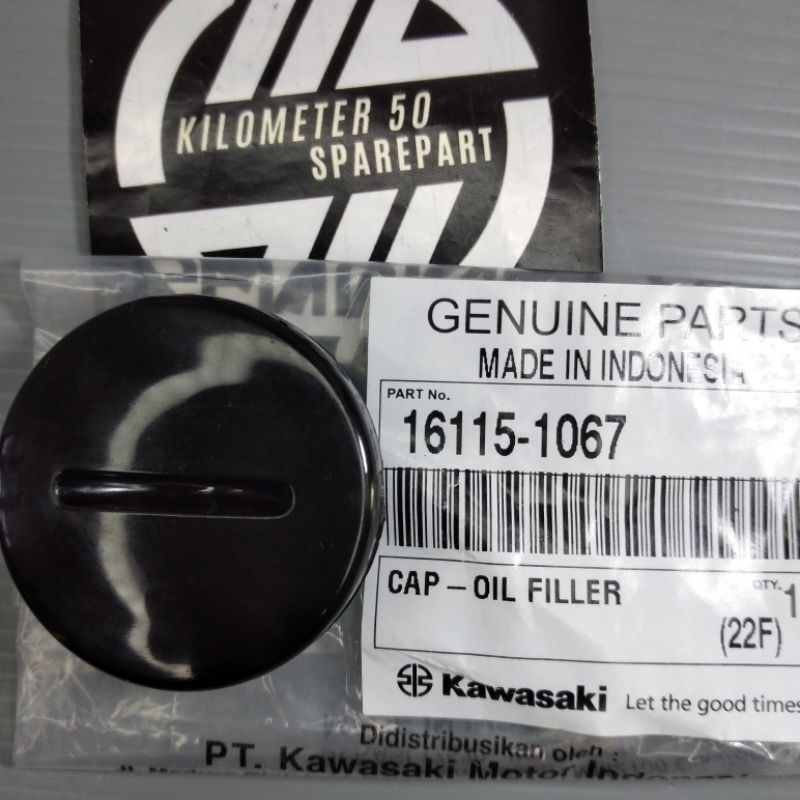 KILOMETER 50
SPAREPART
GENUINE PARTS
MADE IN INDONESIA
PART No.
16115-1067
CAP – OIL FILLER
QTY. 1
(22F)
Kawasaki Let the good times
Didistribusikan oleh :
PT. Kawasaki Motor Indonesia